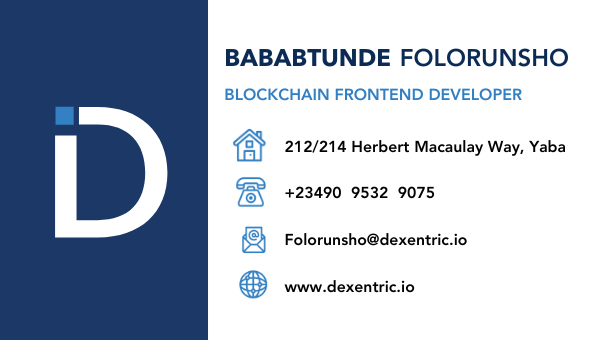 BABABTUNDE FOLORUNSHO
BLOCKCHAIN FRONTEND DEVELOPER
212/214 Herbert Macaulay Way, Yaba
+23490 9532 9075
Folorunsho@dexentric.io
www.dexentric.io